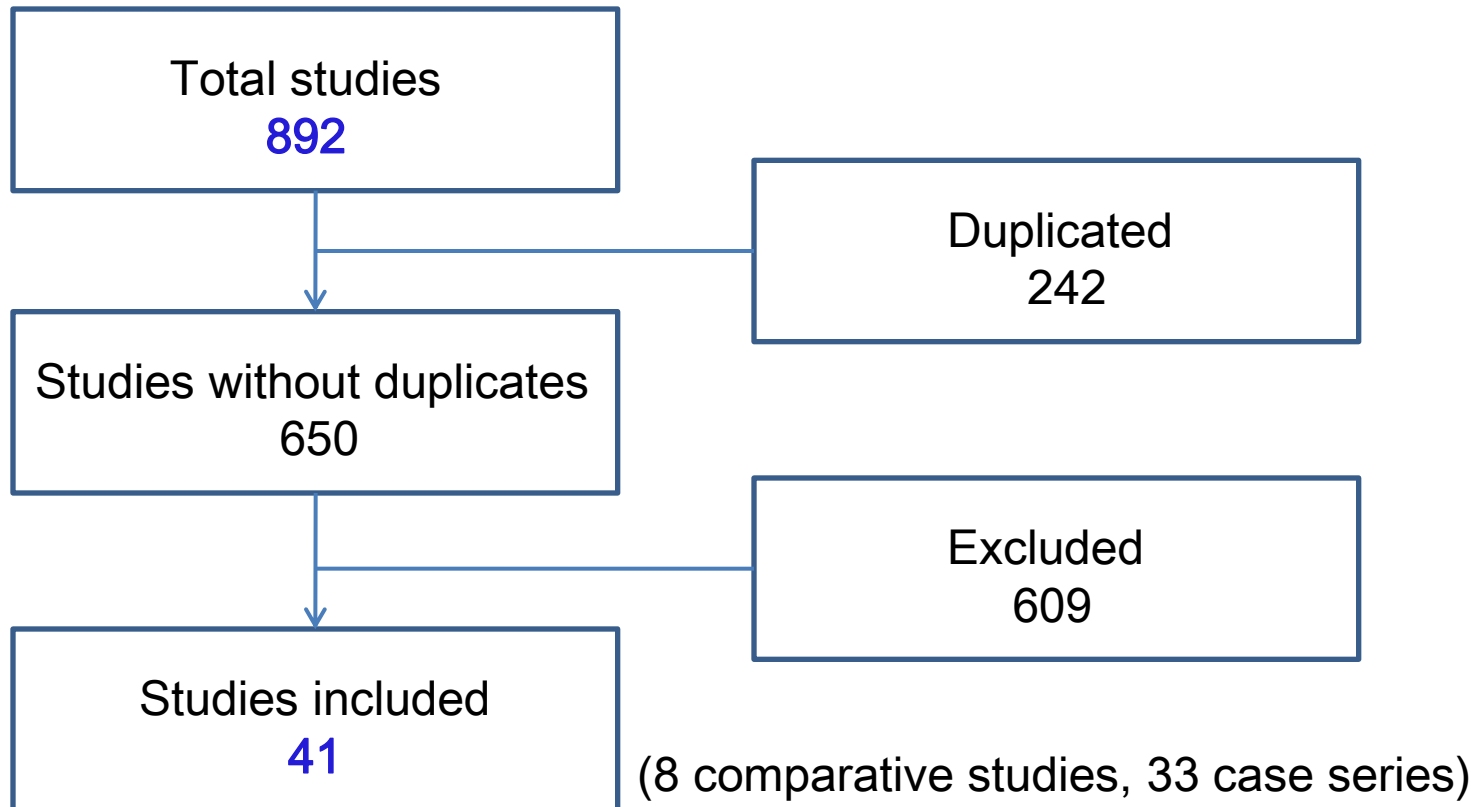 Total studies
892
Duplicated
242
Studies without duplicates
650
Excluded
609
Studies included
41
(8 comparative studies, 33 case series)